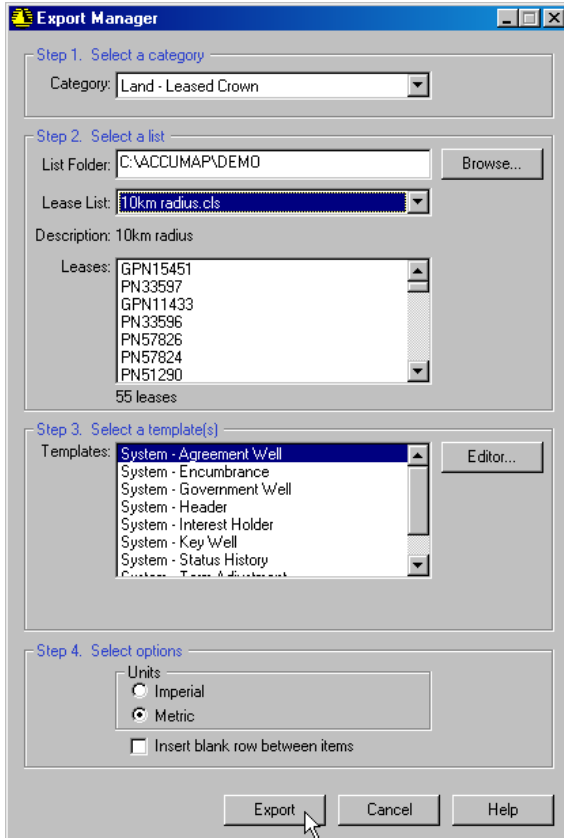 Export Manager
Step 1. Select a category
Category: Land - Leased Crown
Step 2. Select a list
List Folder: C:\ACCUMAP\DEMO Browse...
Lease List: 10km radius.cls
Description: 10km radius
Leases: GPN15451
PN33597
GPN11433
PN33596
PN57826
PN57824
PN51290
55 leases
Step 3. Select a template(s)
Templates: System - Agreement Well Editor...
System - Encumbrance
System - Government Well
System - Header
System - Interest Holder
System - Key Well
System - Status History
System - Term Adjustment
Step 4. Select options
Units
Imperial
Metric
Insert blank row between items
Export Cancel Help